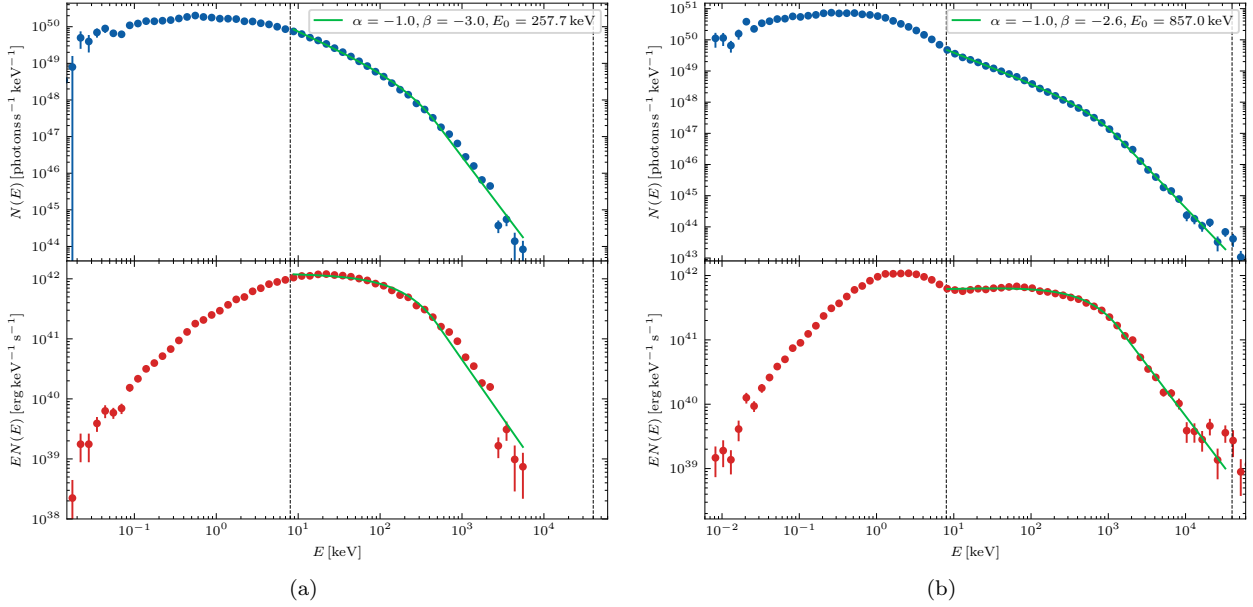 α = −1.0, β = −3.0, E₀ = 257.7 keV
N(E) [photons s⁻¹ keV⁻¹]
10⁵⁰
10⁴⁹
10⁴⁸
10⁴⁷
10⁴⁶
10⁴⁵
10⁴⁴
EN(E) [erg keV⁻¹ s⁻¹]
10⁴²
10⁴¹
10⁴⁰
10³⁹
10³⁸
10⁻¹ 10⁰ 10¹ 10² 10³ 10⁴
E [keV]
(a)
α = −1.0, β = −2.6, E₀ = 857.0 keV
N(E) [photons s⁻¹ keV⁻¹]
10⁵¹
10⁵⁰
10⁴⁹
10⁴⁸
10⁴⁷
10⁴⁶
10⁴⁵
10⁴⁴
10⁴³
EN(E) [erg keV⁻¹ s⁻¹]
10⁴²
10⁴¹
10⁴⁰
10³⁹
10⁻² 10⁻¹ 10⁰ 10¹ 10² 10³ 10⁴
E [keV]
(b)